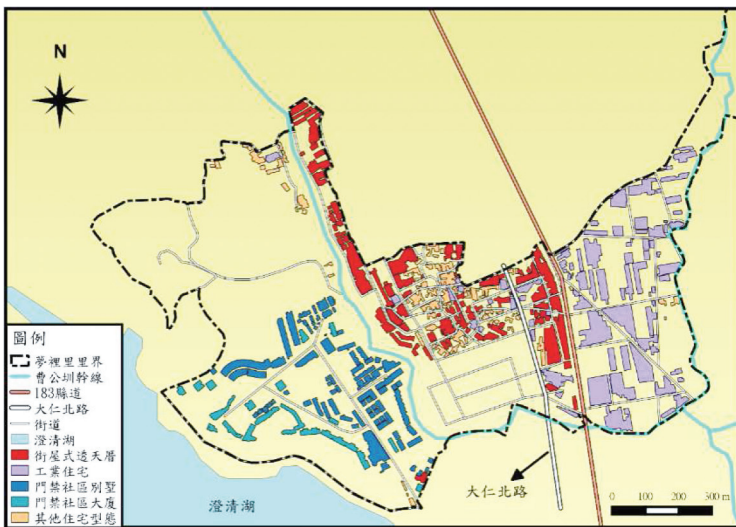 N
圖例
夢裡里里界
曹公圳幹線
183縣道
大仁北路
街道
澄清湖
街屋式透天厝
工業住宅
門禁社區別墅
門禁社區大廈
其他住宅型態
澄清湖
大仁北路
0 100 200 300 m